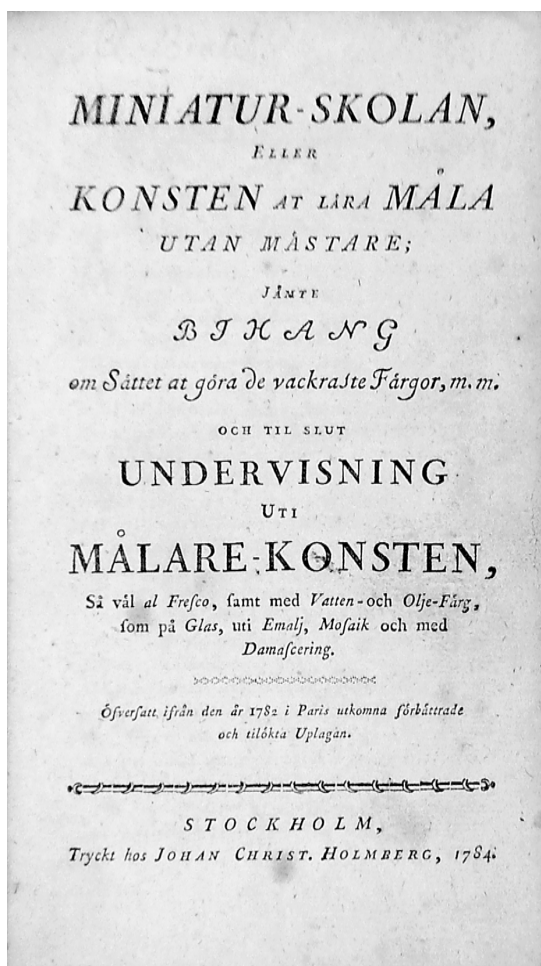 MINIATUR-SKOLAN,
ELLER
KONSTEN AT LÄRA MÅLA
UTAN MÄSTARE;
JÄMTE
BIHANG
om Sättet at göra de vackraſte Färgor, m. m.
OCH TIL SLUT
UNDERVISNING
UTI
MÅLARE-KONSTEN,
Så väl al Freſco, ſamt med Vatten- och Olje-Färg,
ſom på Glas, uti Emalj, Moſaik och med
Damaſcering.
Öfverſatt ifrån den år 1782 i Paris utkomna förbättrade
och tilökta Uplagan.
STOCKHOLM,
Tryckt hos JOHAN CHRIST. HOLMBERG, 1784.